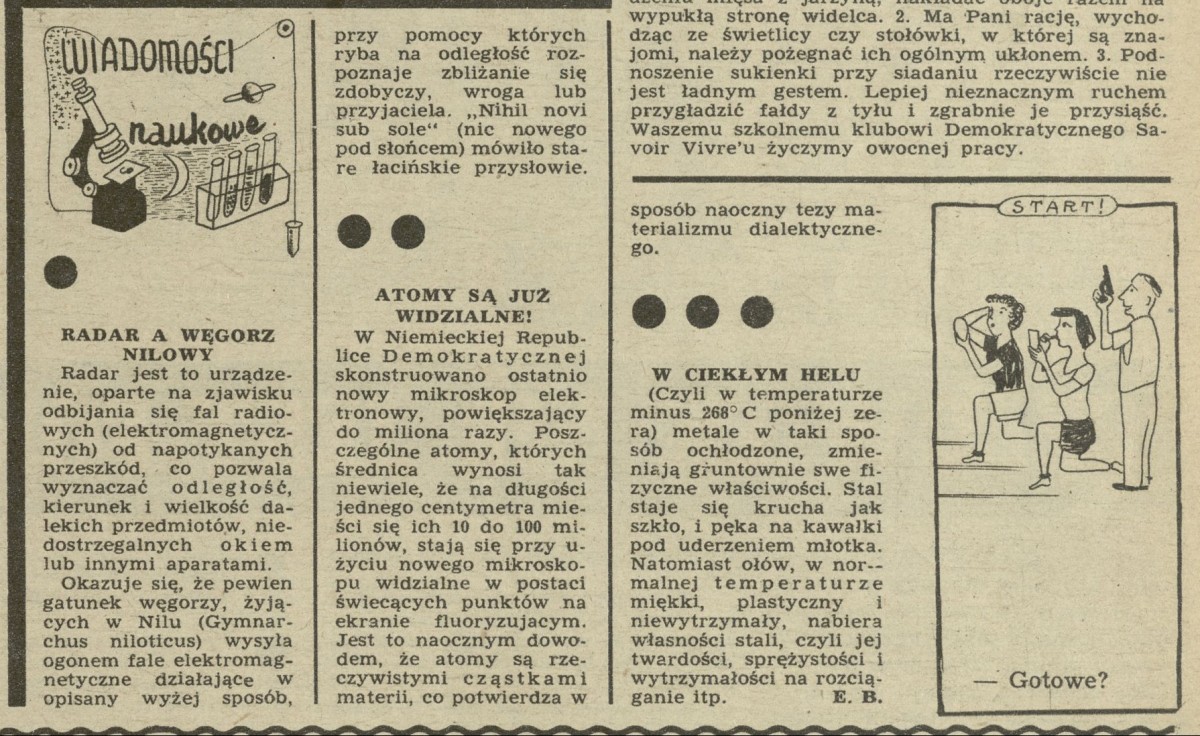 WIADOMOŚCI
naukowe
RADAR A WĘGORZ
NILOWY
Radar jest to urządze-
nie, oparte na zjawisku
odbijania się fal radio-
wych (elektromagnetycz-
nych) od napotykanych
przeszkód, co pozwala
wyznaczać odległość,
kierunek i wielkość da-
lekich przedmiotów, nie-
dostrzegalnych okiem
lub innymi aparatami.
Okazuje się, że pewien
gatunek węgorzy, żyją-
cych w Nilu (Gymnar-
chus niloticus) wysyła
ogonem fale elektromag-
netyczne działające w
opisany wyżej sposób,
przy pomocy których
ryba na odległość roz-
poznaje zbliżanie się
zdobyczy, wroga lub
przyjaciela. „Nihil novi
sub sole“ (nic nowego
pod słońcem) mówiło sta-
re łacińskie przysłowie.
ATOMY SĄ JUŻ
WIDZIALNE!
W Niemieckiej Repub-
lice Demokratycznej
skonstruowano ostatnio
nowy mikroskop elek-
tronowy, powiększający
do miliona razy. Posz-
czególne atomy, których
średnica wynosi tak
niewiele, że na długości
jednego centymetra mie-
ści się ich 10 do 100 mi-
lionów, stają się przy u-
życiu nowego mikrosko-
pu widzialne w postaci
świecących punktów na
ekranie fluoryzujacym.
Jest to naocznym dowo-
dem, że atomy są rze-
czywistymi cząstkami
materii, co potwierdza w
sposób naoczny tezy ma-
terializmu dialektyczne-
go.
W CIEKŁYM HELU
(Czyli w temperaturze
minus 268° C poniżej ze-
ra) metale w taki spo-
sób ochłodzone, zmie-
niają gruntownie swe fi-
zyczne właściwości. Stal
staje się krucha jak
szkło, i pęka na kawałki
pod uderzeniem młotka.
Natomiast ołów, w nor--
malnej temperaturze
miękki, plastyczny i
niewytrzymały, nabiera
własności stali, czyli jej
twardości, sprężystości i
wytrzymałości na rozcią-
ganie itp. E. B.
dzeniu mięsa z jarzyną, nakładać oboje razem na
wypukłą stronę widelca. 2. Ma Pani rację, wycho-
dząc ze świetlicy czy stołówki, w której są zna-
jomi, należy pożegnać ich ogólnym ukłonem. 3. Pod-
noszenie sukienki przy siadaniu rzeczywiście nie
jest ładnym gestem. Lepiej nieznacznym ruchem
przygładzić fałdy z tyłu i zgrabnie je przysiąść.
Waszemu szkolnemu klubowi Demokratycznego Sa-
voir Vivre'u życzymy owocnej pracy.
START!
— Gotowe?